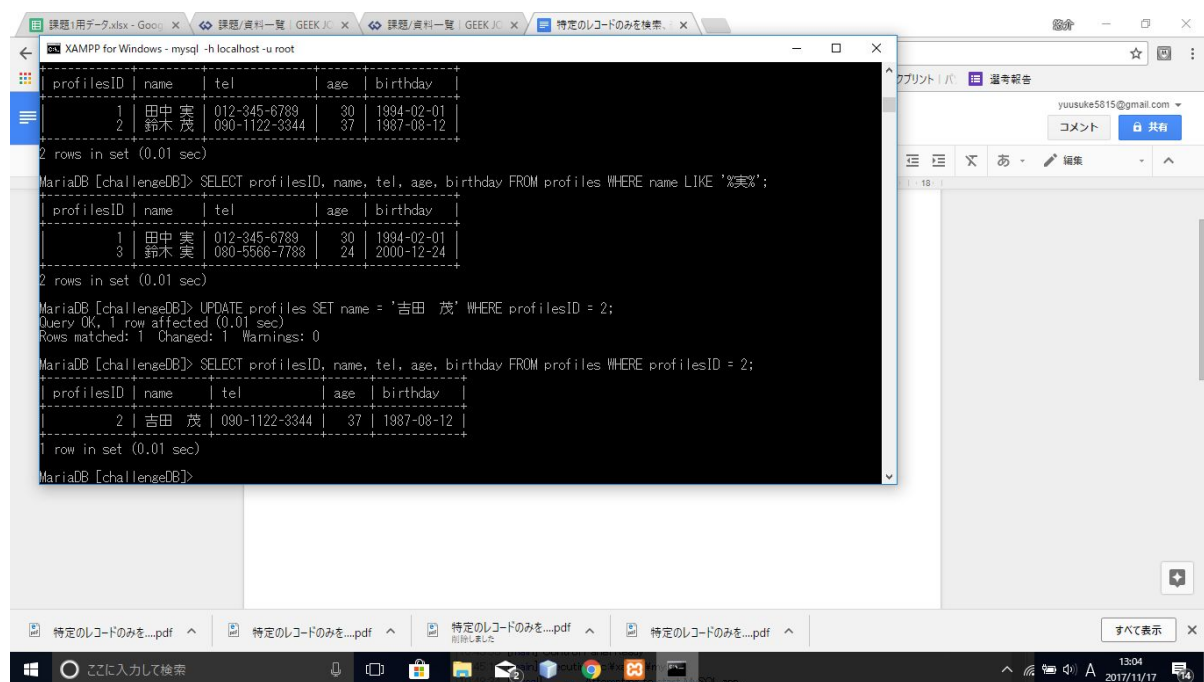 課題1用データ.xlsx - Goog
課題/資料一覧 | GEEK JO
課題/資料一覧 | GEEK JO
特定のレコードのみを検索、
XAMPP for Windows - mysql -h localhost -u root
| profilesID | name | tel | age | birthday |
| 1 | 田中 実 | 012-345-6789 | 30 | 1994-02-01 |
| 2 | 鈴木 茂 | 090-1122-3344 | 37 | 1987-08-12 |
2 rows in set (0.01 sec)
MariaDB [challengeDB]> SELECT profilesID, name, tel, age, birthday FROM profiles WHERE name LIKE '%実%';
| profilesID | name | tel | age | birthday |
| 1 | 田中 実 | 012-345-6789 | 30 | 1994-02-01 |
| 3 | 鈴木 実 | 080-5566-7788 | 24 | 2000-12-24 |
2 rows in set (0.01 sec)
MariaDB [challengeDB]> UPDATE profiles SET name = '吉田　茂' WHERE profilesID = 2;
Query OK, 1 row affected (0.01 sec)
Rows matched: 1 Changed: 1 Warnings: 0
MariaDB [challengeDB]> SELECT profilesID, name, tel, age, birthday FROM profiles WHERE profilesID = 2;
| profilesID | name | tel | age | birthday |
| 2 | 吉田　茂 | 090-1122-3344 | 37 | 1987-08-12 |
1 row in set (0.01 sec)
MariaDB [challengeDB]>
クプリント | パ
選考報告
yuusuke5815@gmail.com
コメント
共有
あ
編集
18
特定のレコードのみを....pdf
特定のレコードのみを....pdf
特定のレコードのみを....pdf
削除しました
特定のレコードのみを....pdf
すべて表示
ここに入力して検索
A
13:04
2017/11/17
14